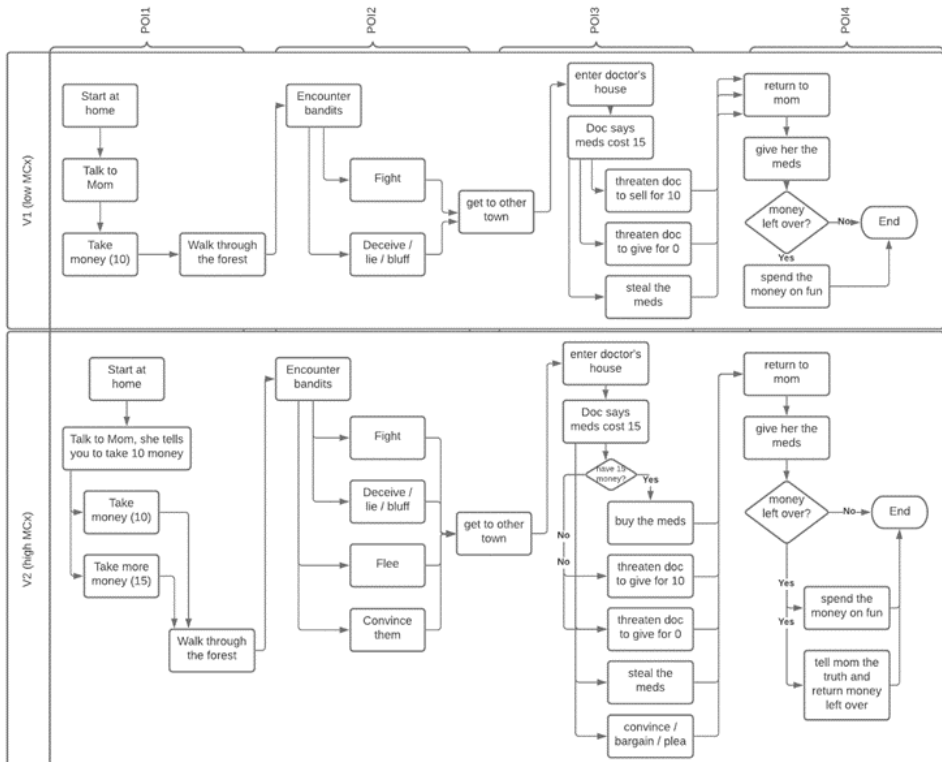 POI1
POI2
POI3
POI4
V1 (low MCx)
Start at
home
Talk to
Mom
Take
money (10)
Walk through
the forest
Encounter
bandits
Fight
Deceive /
lie / bluff
get to other
town
enter doctor's
house
Doc says
meds cost 15
threaten doc
to sell for 10
threaten doc
to give for 0
steal the
meds
return to
mom
give her the
meds
money
left over?
No
End
Yes
spend the
money on fun
V2 (high MCx)
Start at
home
Talk to Mom, she tells
you to take 10 money
Take
money (10)
Take more
money (15)
Walk through
the forest
Encounter
bandits
Fight
Deceive /
lie / bluff
Flee
Convince
them
get to other
town
enter doctor's
house
Doc says
meds cost 15
have 15
money?
Yes
No
No
buy the meds
threaten doc
to give for 10
threaten doc
to give for 0
steal the
meds
convince /
bargain / plea
return to
mom
give her the
meds
money
left over?
No
End
Yes
Yes
spend the
money on fun
tell mom the
truth and
return money
left over